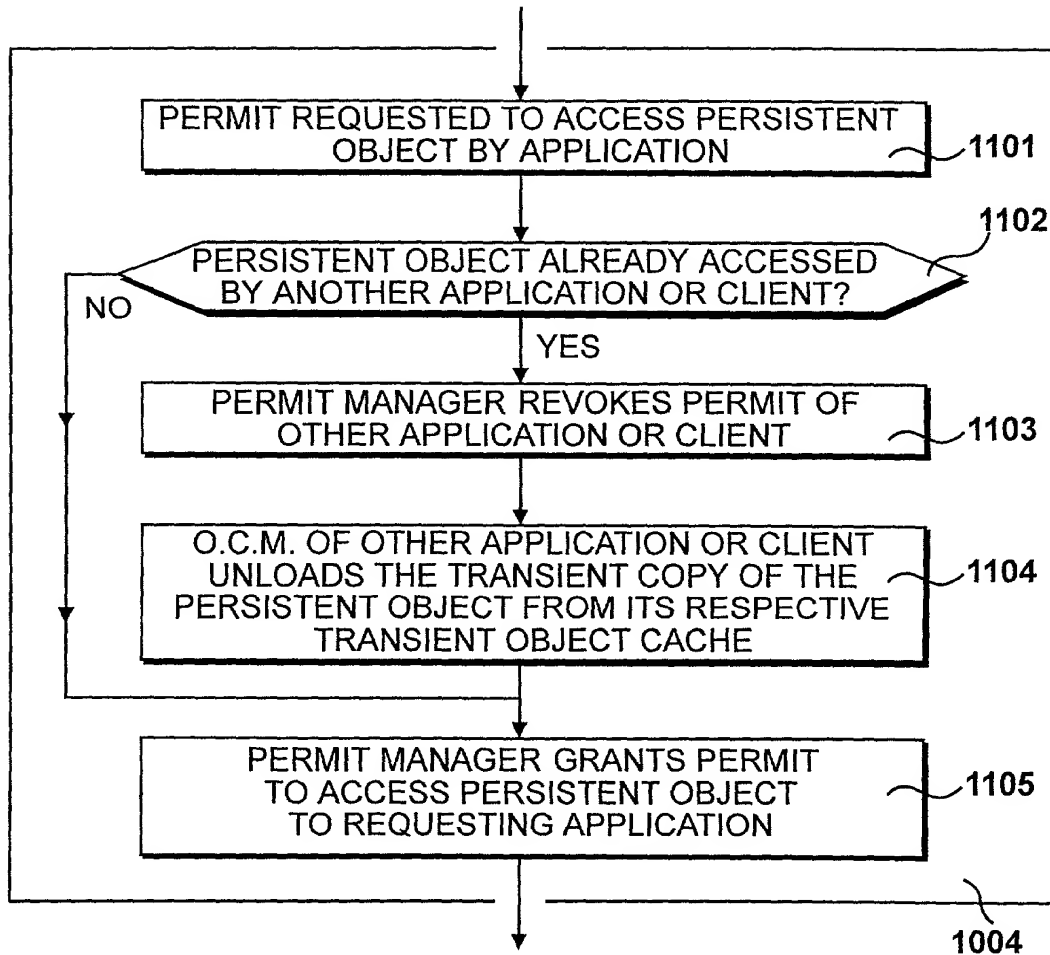 PERMIT REQUESTED TO ACCESS PERSISTENT
OBJECT BY APPLICATION
1101
1102
PERSISTENT OBJECT ALREADY ACCESSED
BY ANOTHER APPLICATION OR CLIENT?
NO
YES
PERMIT MANAGER REVOKES PERMIT OF
OTHER APPLICATION OR CLIENT
1103
O.C.M. OF OTHER APPLICATION OR CLIENT
UNLOADS THE TRANSIENT COPY OF THE
PERSISTENT OBJECT FROM ITS RESPECTIVE
TRANSIENT OBJECT CACHE
1104
PERMIT MANAGER GRANTS PERMIT
TO ACCESS PERSISTENT OBJECT
TO REQUESTING APPLICATION
1105
1004